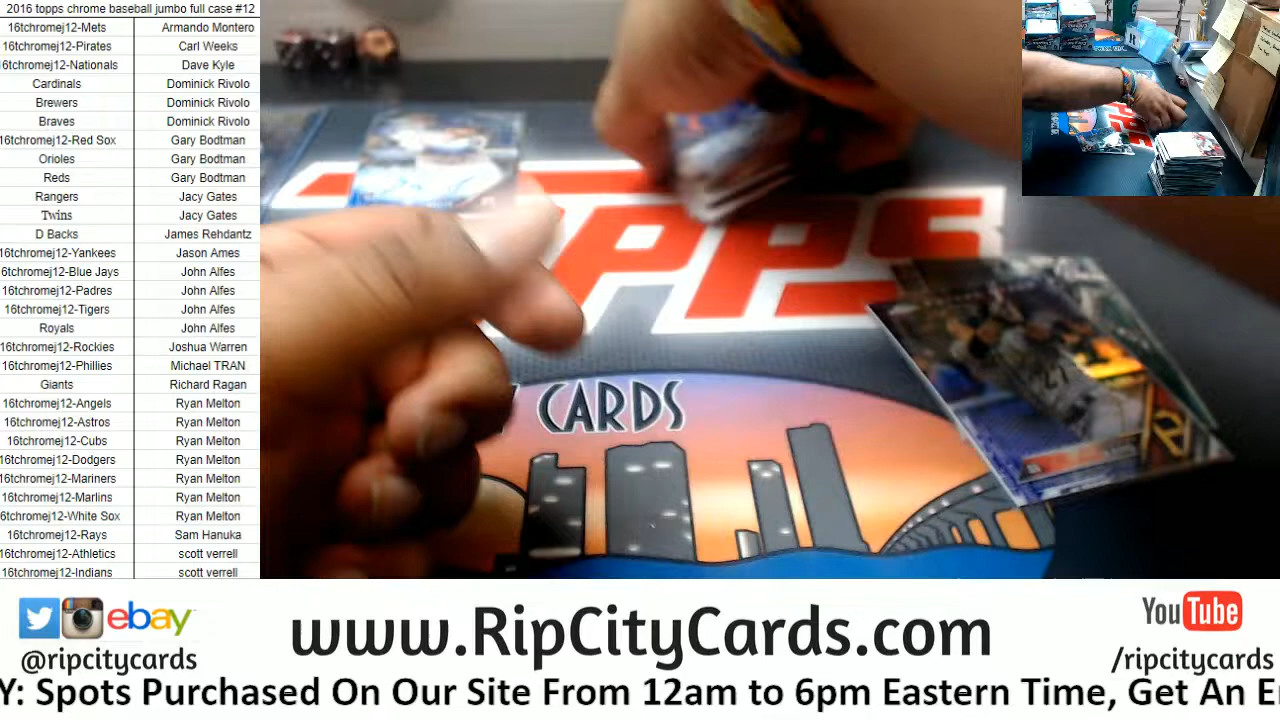 2016 topps chrome baseball jumbo full case #12
16tchromej12-Mets Armando Montero
16tchromej12-Pirates Carl Weeks
16tchromej12-Nationals Dave Kyle
Cardinals Dominick Rivolo
Brewers Dominick Rivolo
Braves Dominick Rivolo
16tchromej12-Red Sox Gary Bodtman
Orioles Gary Bodtman
Reds Gary Bodtman
Rangers Jacy Gates
Twins Jacy Gates
D Backs James Rehdantz
16tchromej12-Yankees Jason Ames
6tchromej12-Blue Jays John Alfes
16tchromej12-Padres John Alfes
16tchromej12-Tigers John Alfes
Royals John Alfes
16tchromej12-Rockies Joshua Warren
16tchromej12-Phillies Michael TRAN
Giants Richard Ragan
16tchromej12-Angels Ryan Melton
16tchromej12-Astros Ryan Melton
16tchromej12-Cubs Ryan Melton
16tchromej12-Dodgers Ryan Melton
16tchromej12-Mariners Ryan Melton
16tchromej12-Marlins Ryan Melton
6tchromej12-White Sox Ryan Melton
16tchromej12-Rays Sam Hanuka
16tchromej12-Athletics scott verrell
16tchromej12-Indians scott verrell
TOPPS
CARDS
ebay
@ripcitycards
www.RipCityCards.com
YouTube
/ripcitycards
Y: Spots Purchased On Our Site From 12am to 6pm Eastern Time, Get An E